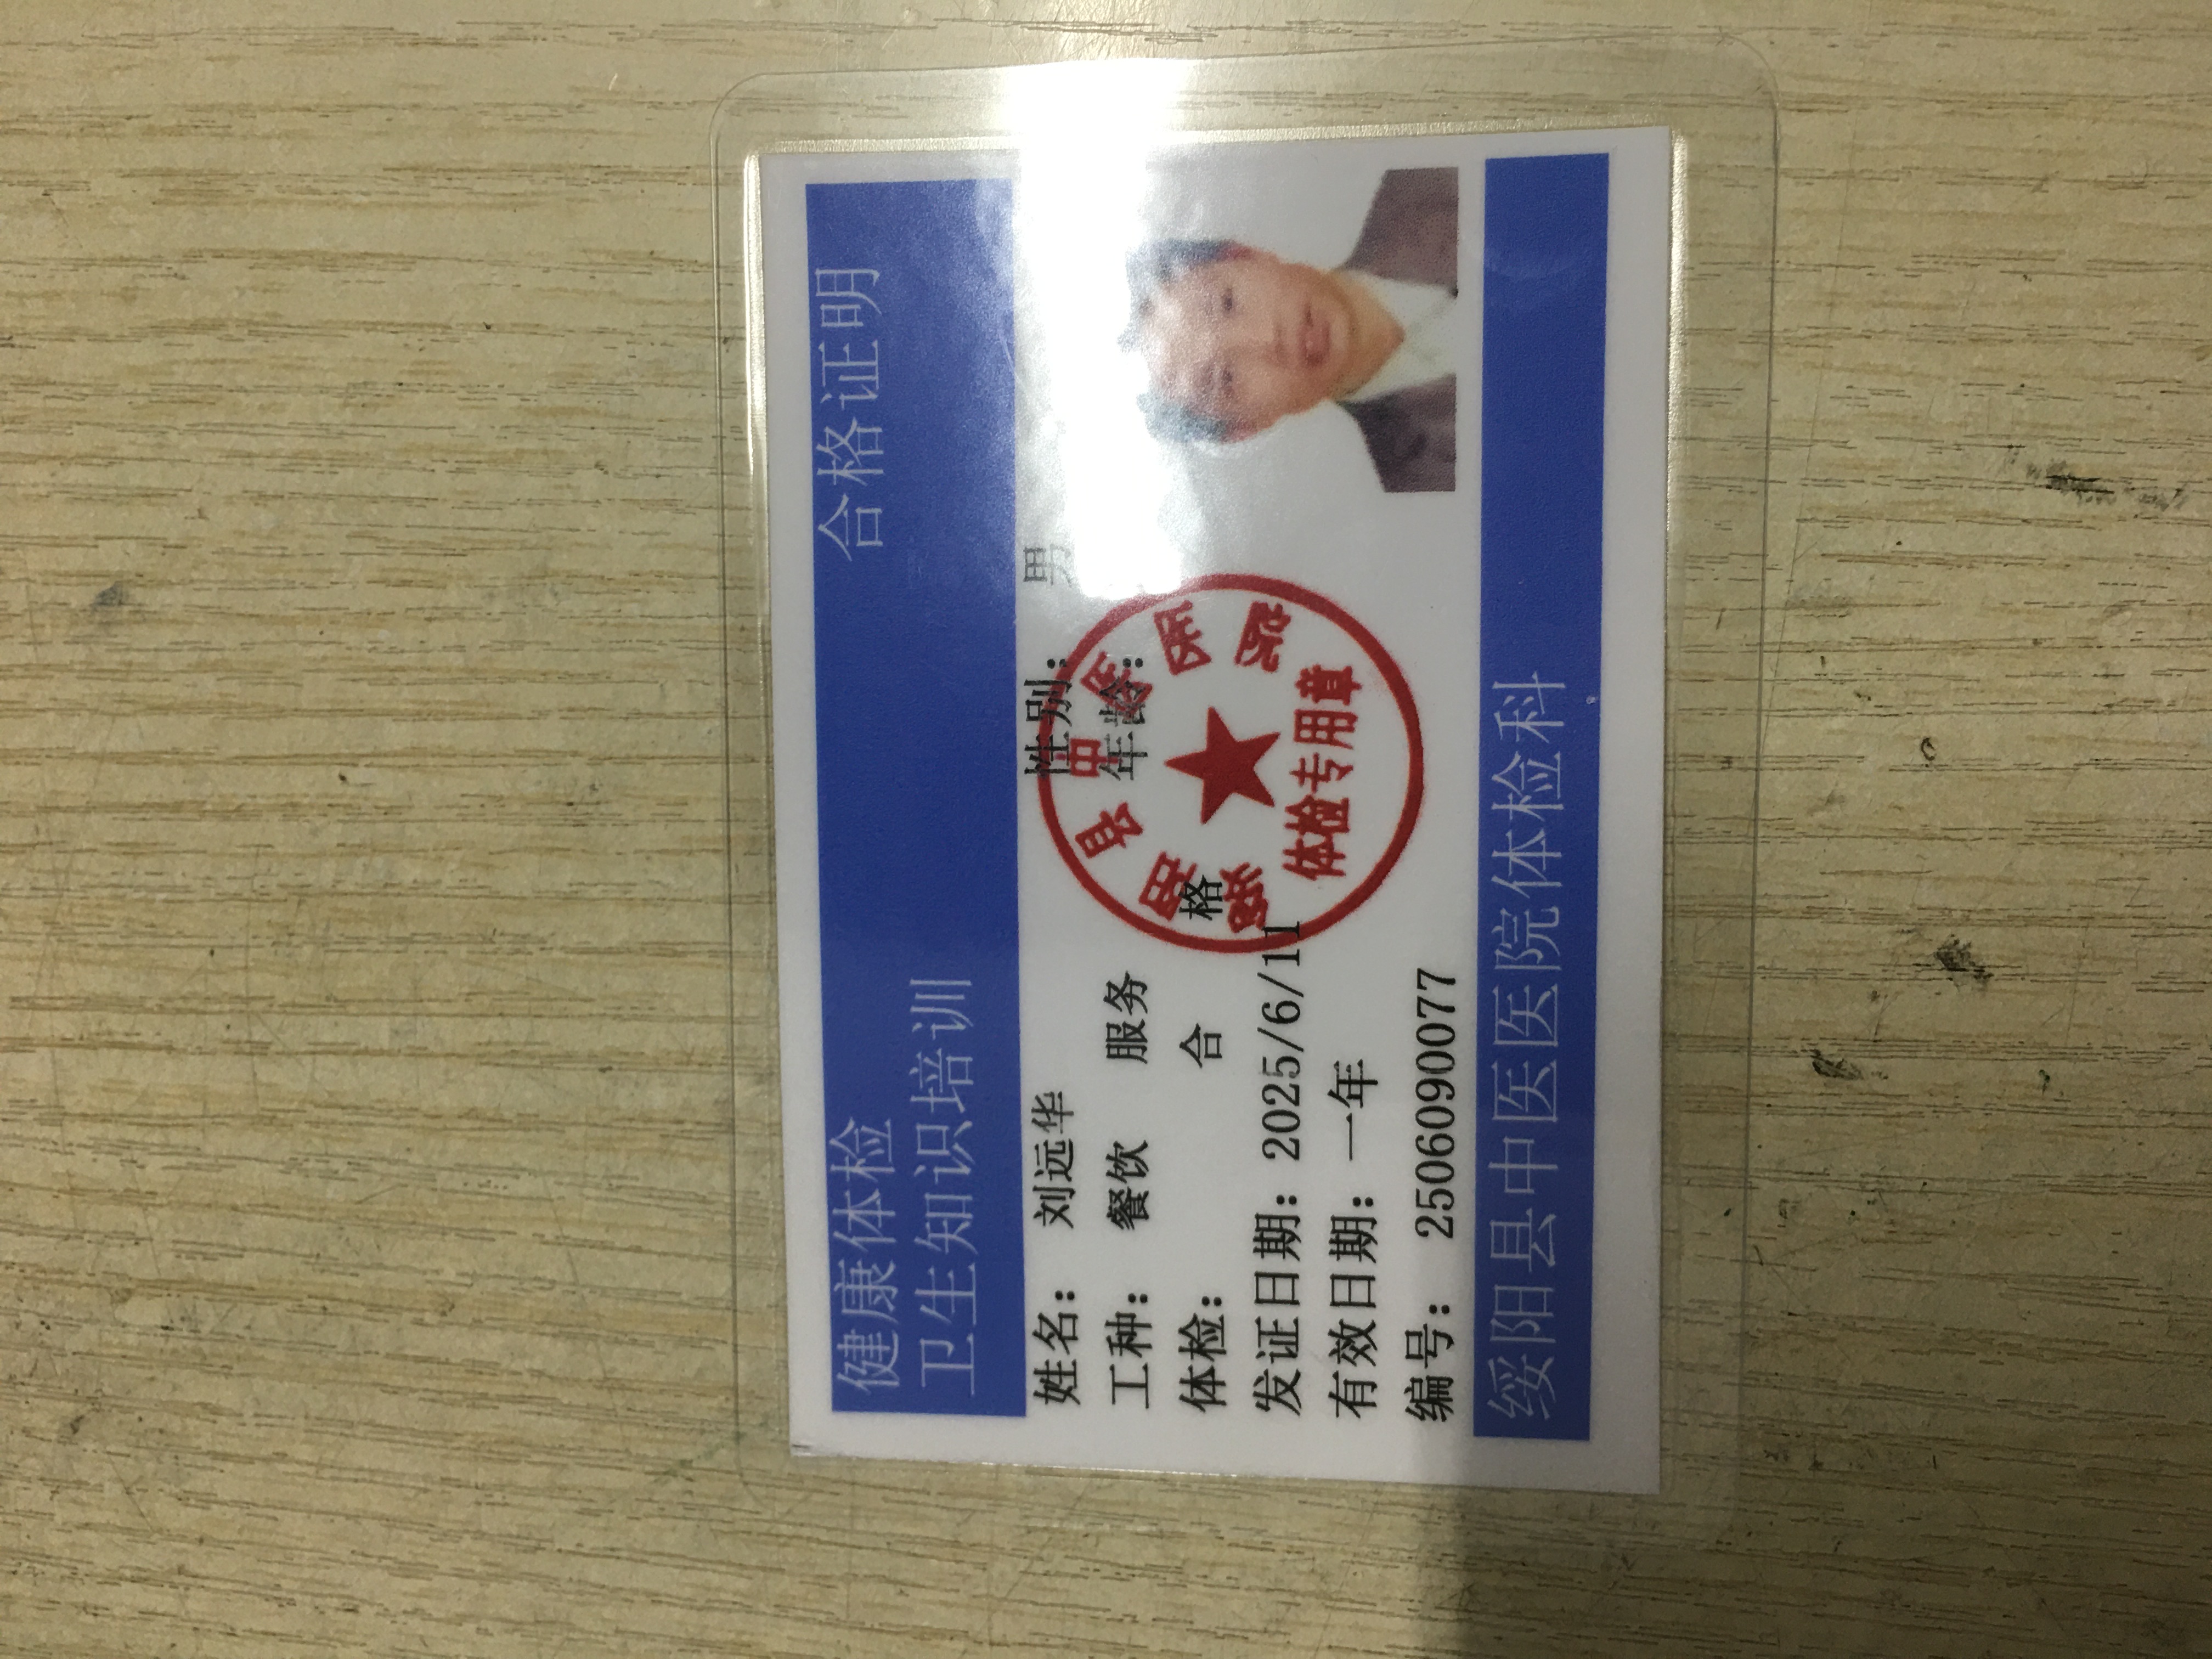 健康体检 合格证明
卫生知识培训
姓名： 刘远华 性别： 男
工种： 餐饮 服务 年龄：
体检： 合 格
发证日期：2025/6/11
有效日期：一年
编号： 2506090077
绥阳县中医医院体检科
绥阳县中医医院
体检专用章